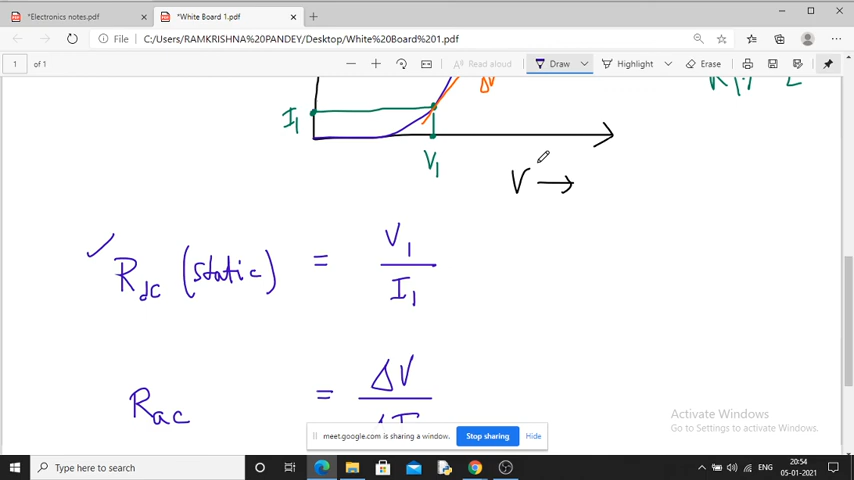 *Electronics notes.pdf
*White Board 1.pdf
File C:/Users/RAMKRISHNA%20PANDEY/Desktop/White%20Board%201.pdf
1 of 1
Read aloud
Draw
Highlight
Erase
ΔV
I1
V1
V →
✓ Rdc (static) = V1 / I1
Rac = ΔV / ΔI
Activate Windows
Go to Settings to activate Windows.
meet.google.com is sharing a window.
Stop sharing
Hide
Type here to search
ENG
20:54
05-01-2021